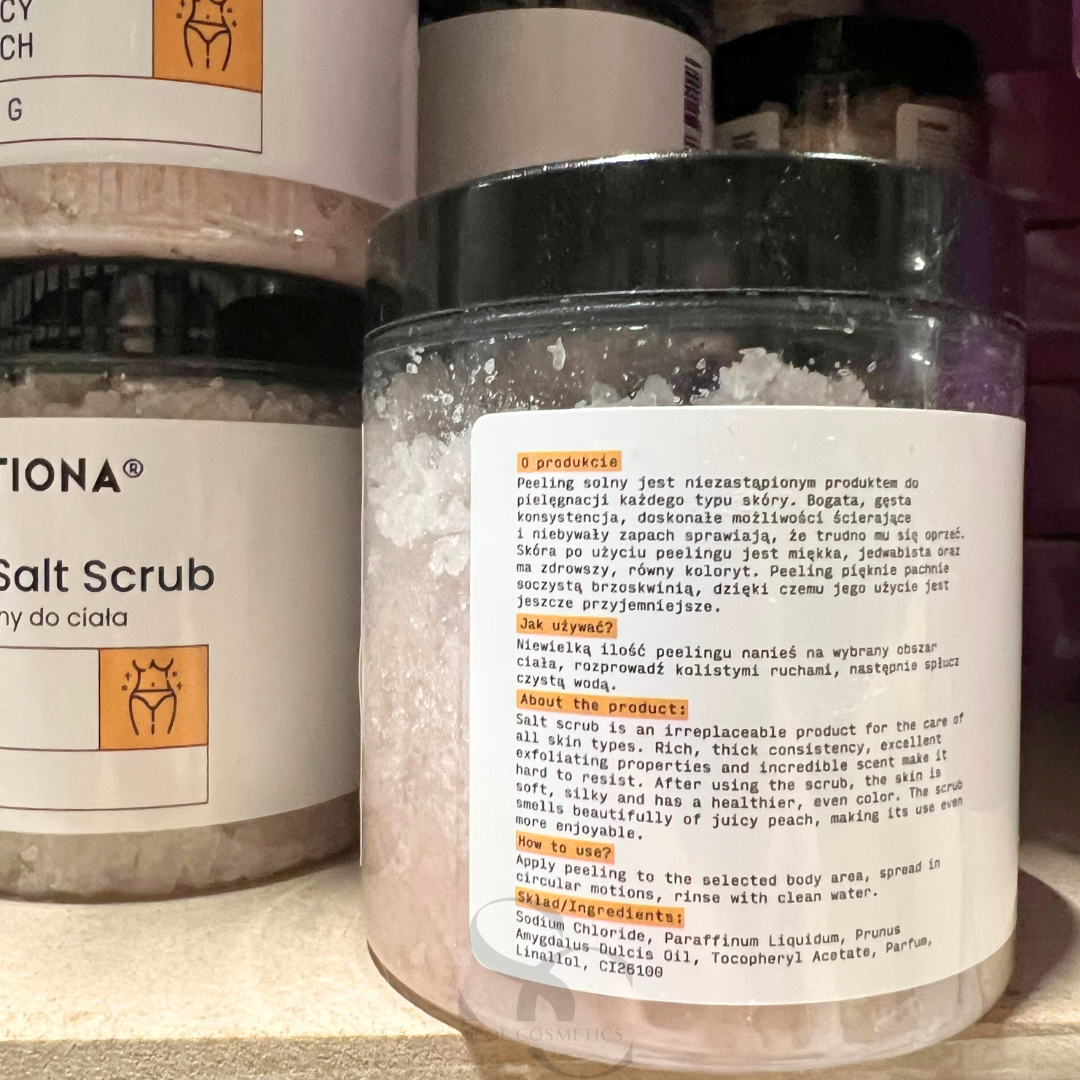 CY
CH
G
TIONA®
Salt Scrub
ny do ciała
O produkcie
Peeling solny jest niezastąpionym produktem do
pielęgnacji każdego typu skóry. Bogata, gęsta
konsystencja, doskonałe możliwości ścierające
i niebywały zapach sprawiają, że trudno mu się oprzeć.
Skóra po użyciu peelingu jest miękka, jedwabista oraz
ma zdrowszy, równy koloryt. Peeling pięknie pachnie
soczystą brzoskwinią, dzięki czemu jego użycie jest
jeszcze przyjemniejsze.
Jak używać?
Niewielką ilość peelingu nanieś na wybrany obszar
ciała, rozprowadź kolistymi ruchami, następnie spłucz
czystą wodą.
About the product:
Salt scrub is an irreplaceable product for the care of
all skin types. Rich, thick consistency, excellent
exfoliating properties and incredible scent make it
hard to resist. After using the scrub, the skin is
soft, silky and has a healthier, even color. The scrub
smells beautifully of juicy peach, making its use even
more enjoyable.
How to use?
Apply peeling to the selected body area, spread in
circular motions, rinse with clean water.
Skład/Ingredients:
Sodium Chloride, Paraffinum Liquidum, Prunus
Amygdalus Dulcis Oil, Tocopheryl Acetate, Parfum,
Linallol, CI26100
COSMETICS